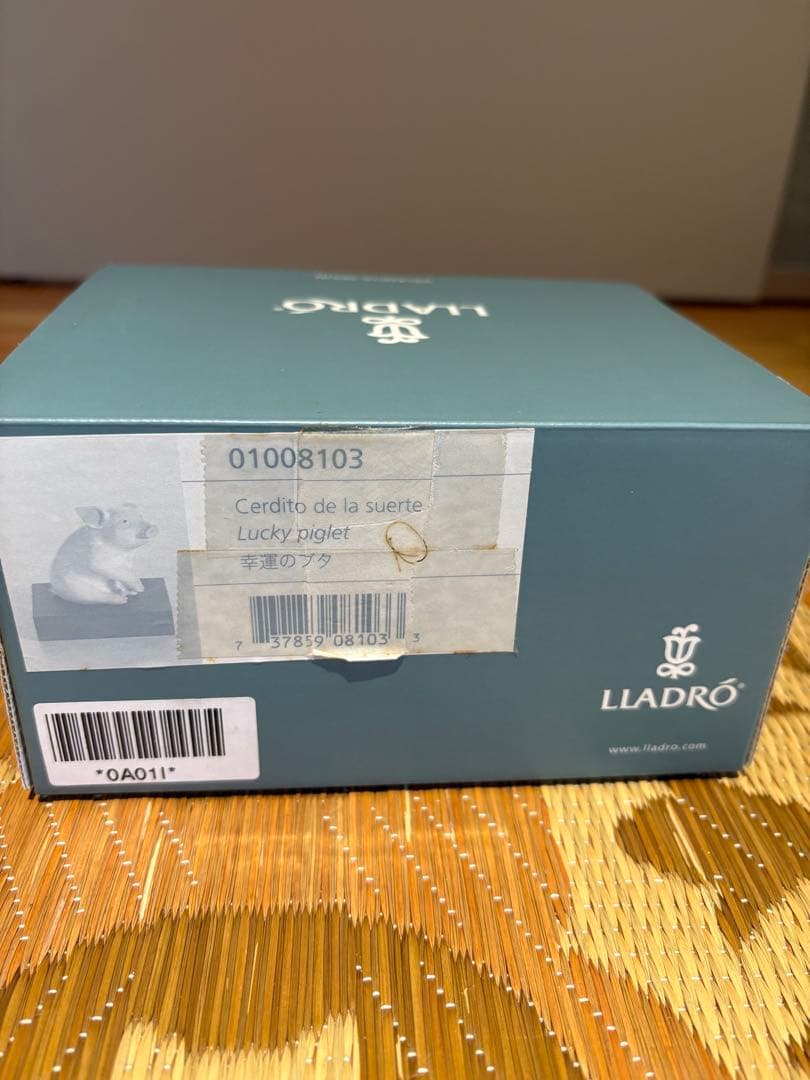 LLADRÓ
01008103
Cerdito de la suerte
Lucky piglet
幸運のブタ
7 37859 08103 3
*0A01I*
LLADRÓ®
www.lladro.com